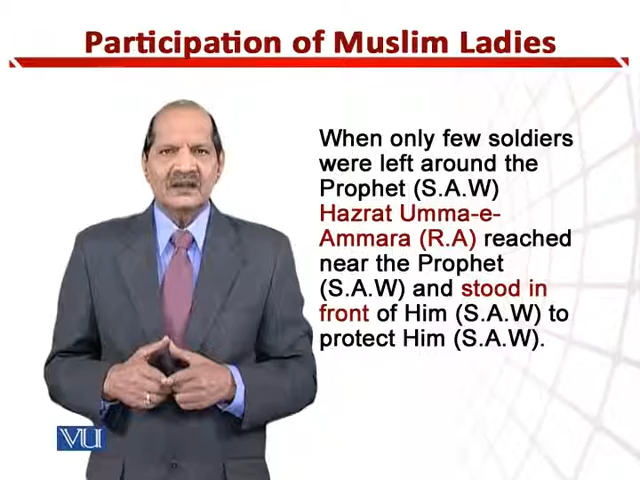 Participation of Muslim Ladies
When only few soldiers
were left around the
Prophet (S.A.W)
Hazrat Umma-e-
Ammara (R.A) reached
near the Prophet
(S.A.W) and stood in
front of Him (S.A.W) to
protect Him (S.A.W).
VU